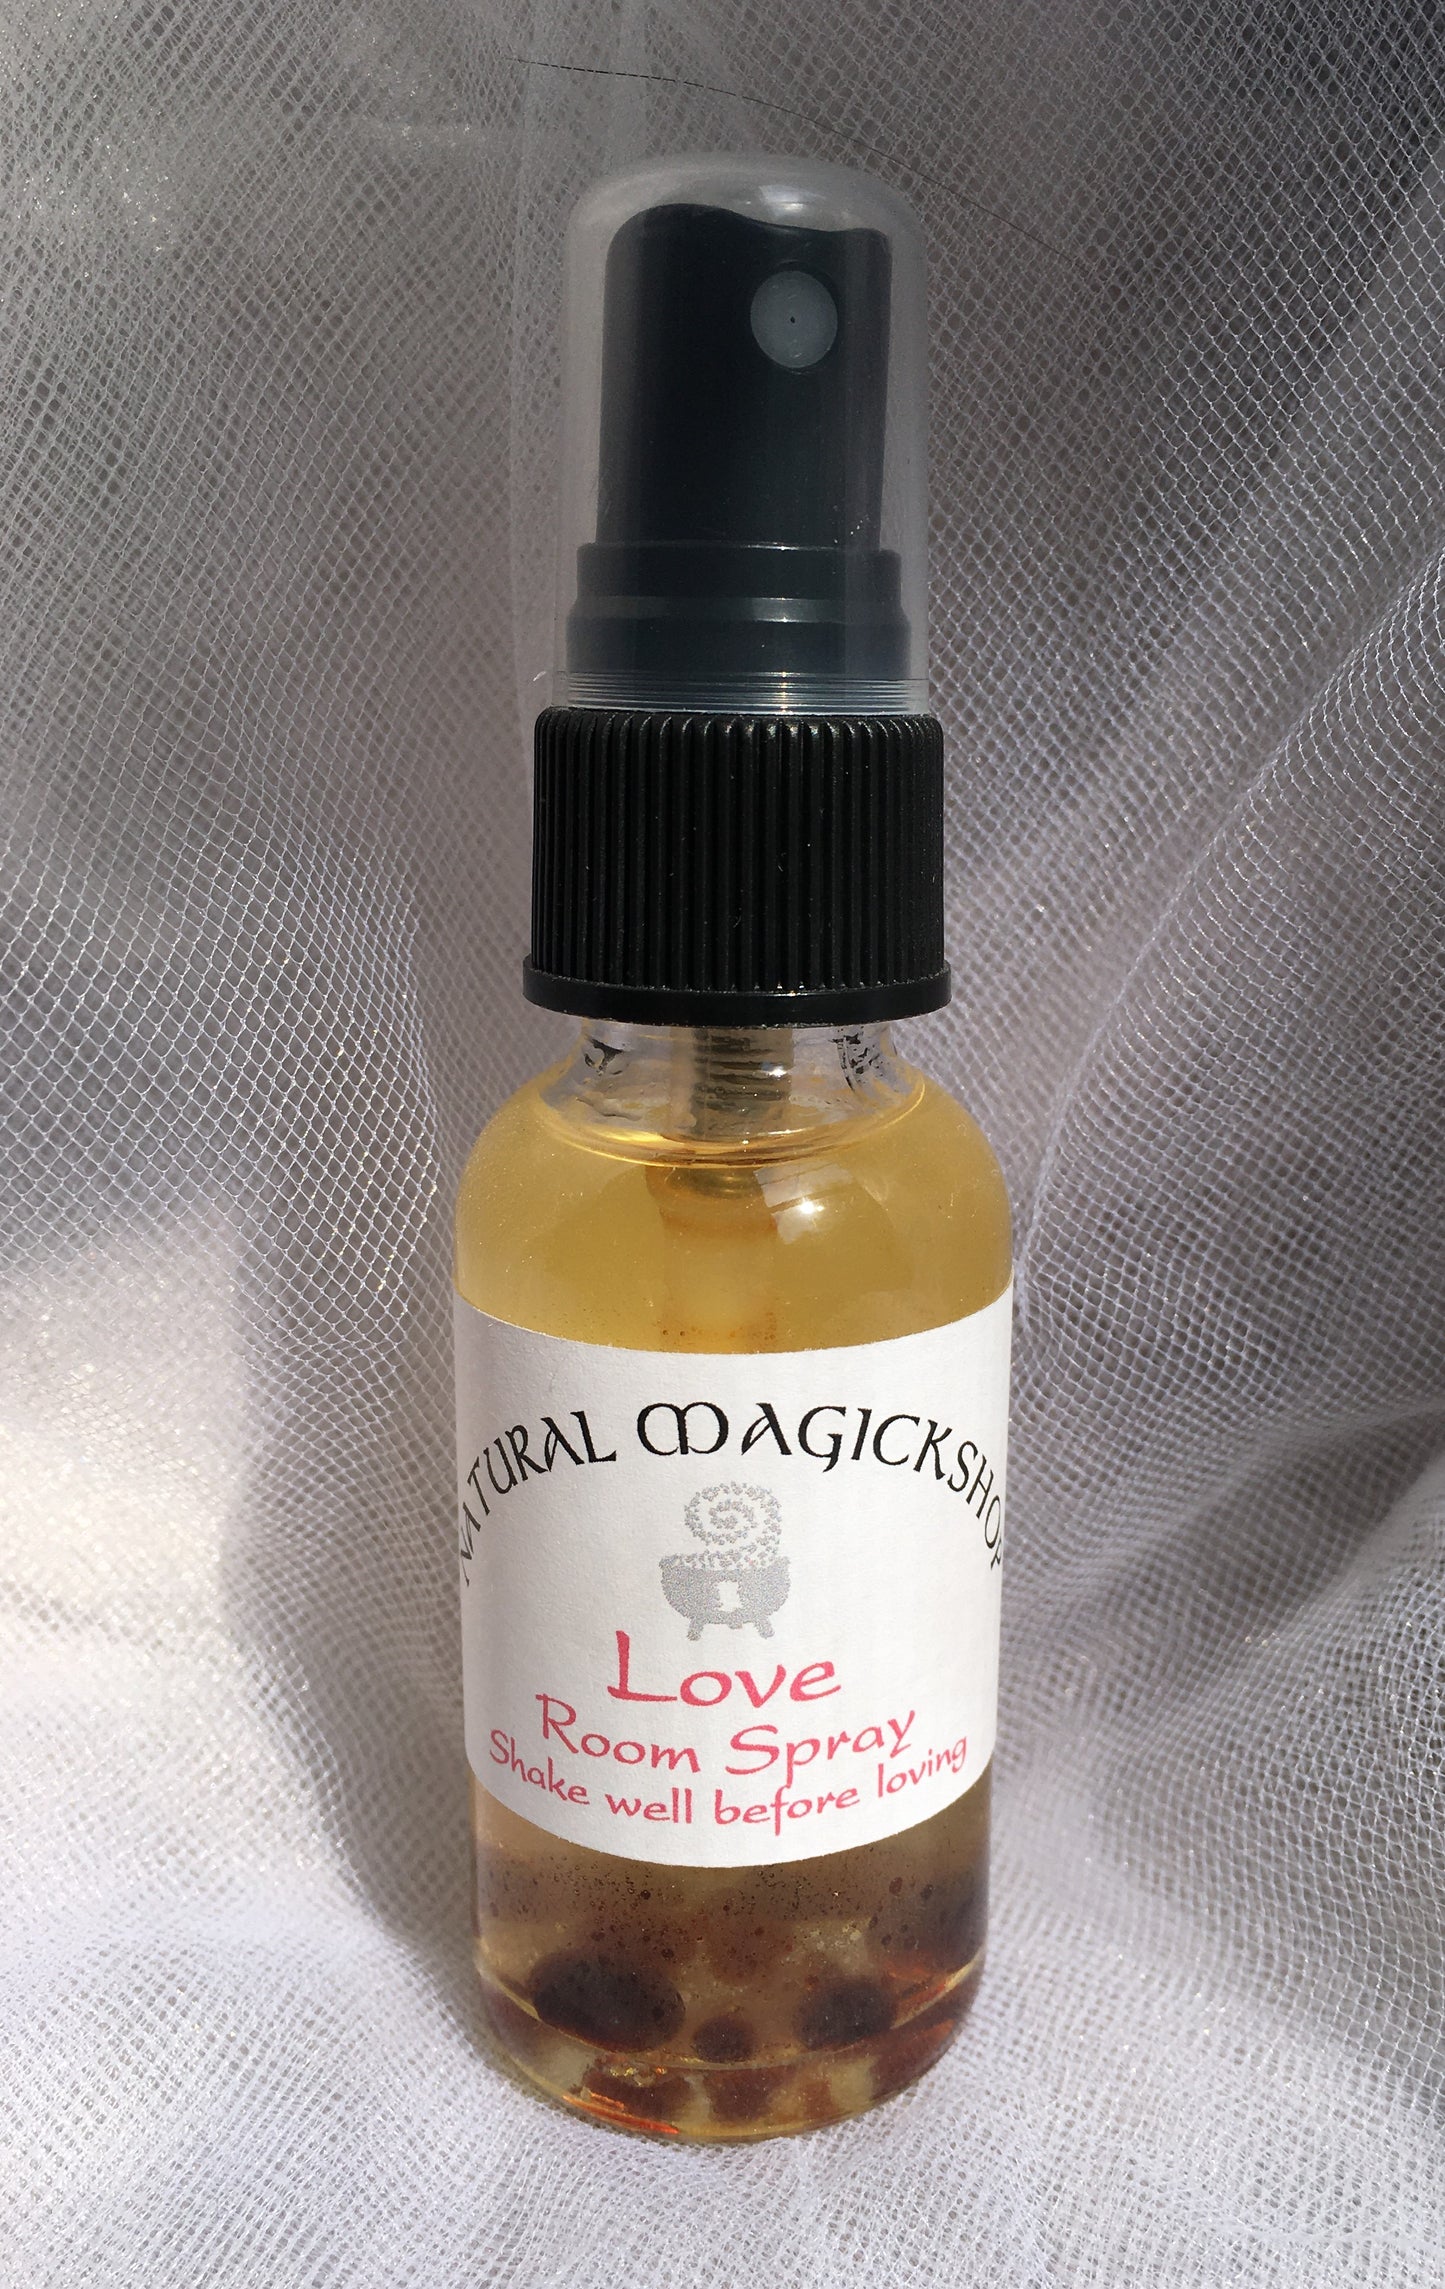 NATURAL MAGICKSHOP
Love
Room Spray
Shake well before loving